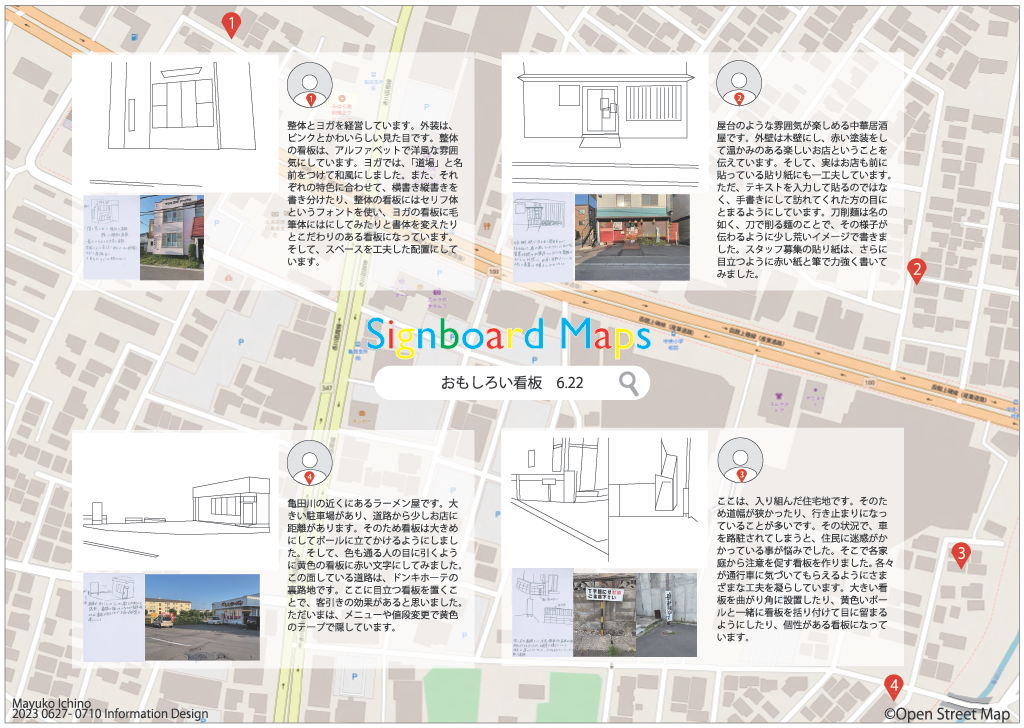 1
1
整体とヨガを経営しています。外装は、
ピンクとかわいらしい見た目です。整体
の看板は、アルファベットで洋風な雰囲
気にしています。ヨガでは、「道場」と名
前をつけて和風にしました。また、それ
ぞれの特色に合わせて、横書き縦書きを
書き分けたり、整体の看板にはセリフ体
というフォントを使い、ヨガの看板に毛
筆体にはにしてみたりと書体を変えたり
とこだわりのある看板になっています。
そして、スペースを工夫した配置にして
います。
2
屋台のような雰囲気が楽しめる中華居酒
屋です。外壁は木壁にし、赤い塗装をし
て温かみのある楽しいお店ということを
伝えています。そして、実はお店も前に
貼っている貼り紙にも一工夫しています。
ただ、テキストを入力して貼るのではな
く、手書きにして訪れてくれた方の目に
とまるようにしています。刀削麺は名の
如く、刀で削る麺のことで、その様子が
伝わるように少し荒いイメージで書きま
した。スタッフ募集の貼り紙は、さらに
目立つように赤い紙と筆で力強く書いて
みました。
2
Signboard Maps
おもしろい看板 6.22
347
100
100
4
亀田川の近くにあるラーメン屋です。大
きい駐車場があり、道路から少しお店に
距離があります。そのため看板は大きめ
にしてポールに立てかけるようにしまし
た。そして、色も通る人の目に引くよう
に黄色の看板に赤い文字にしてみました。
この面している道路は、ドンキホーテの
裏路地です。ここに目立つ看板を置くこ
とで、客引きの効果があると思いました。
ただいまは、メニューや値段変更で黄色
のテープで隠しています。
3
ここは、入り組んだ住宅地です。そのた
め道幅が狭かったり、行き止まりになっ
ていることが多いです。その状況で、車
を路駐されてしまうと、住民に迷惑がか
かっている事が悩みでした。そこで各家
庭から注意を促す看板を作りました。各々
が通行車に気づいてもらえるようにさま
ざまな工夫を凝らしています。大きい看
板を曲がり角に設置したり、黄色いポー
ルと一緒に看板を括り付けて目に留まる
ようにしたり、個性がある看板になって
います。
3
4
Mayuko Ichino
2023 0627- 0710 Information Design
©Open Street Map